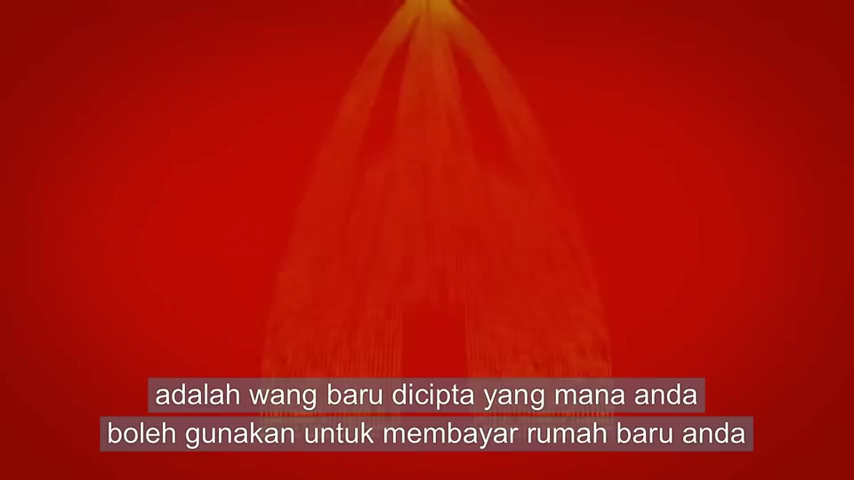 adalah wang baru dicipta yang mana anda
boleh gunakan untuk membayar rumah baru anda